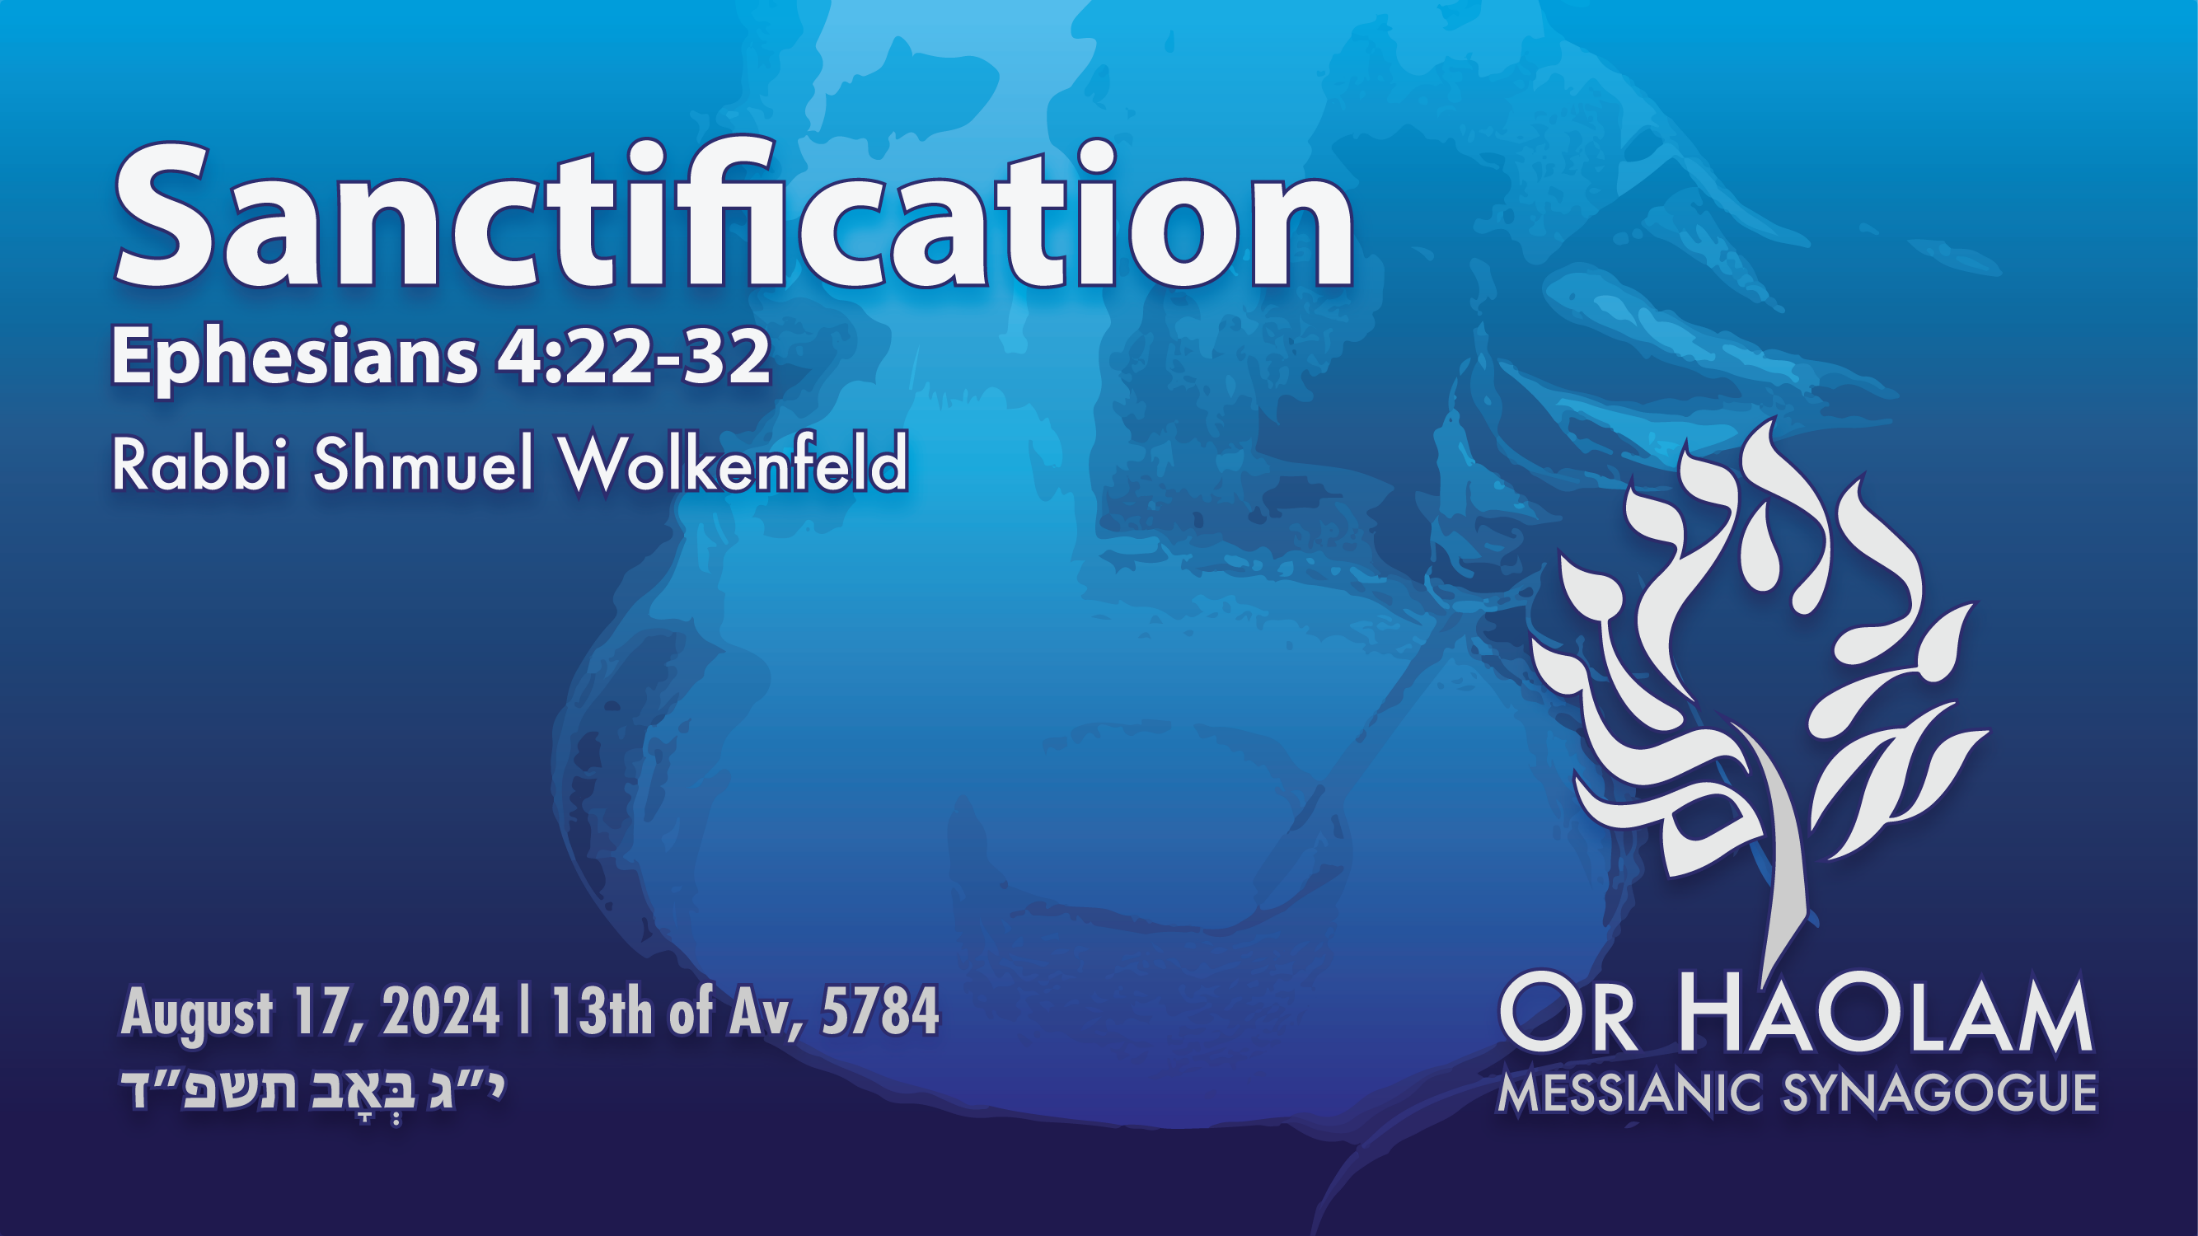 Sanctification
Ephesians 4:22-32
Rabbi Shmuel Wolkenfeld
August 17, 2024 | 13th of Av, 5784
י״ג בְּאָב תשפ״ד
OR HAOLAM
MESSIANIC SYNAGOGUE